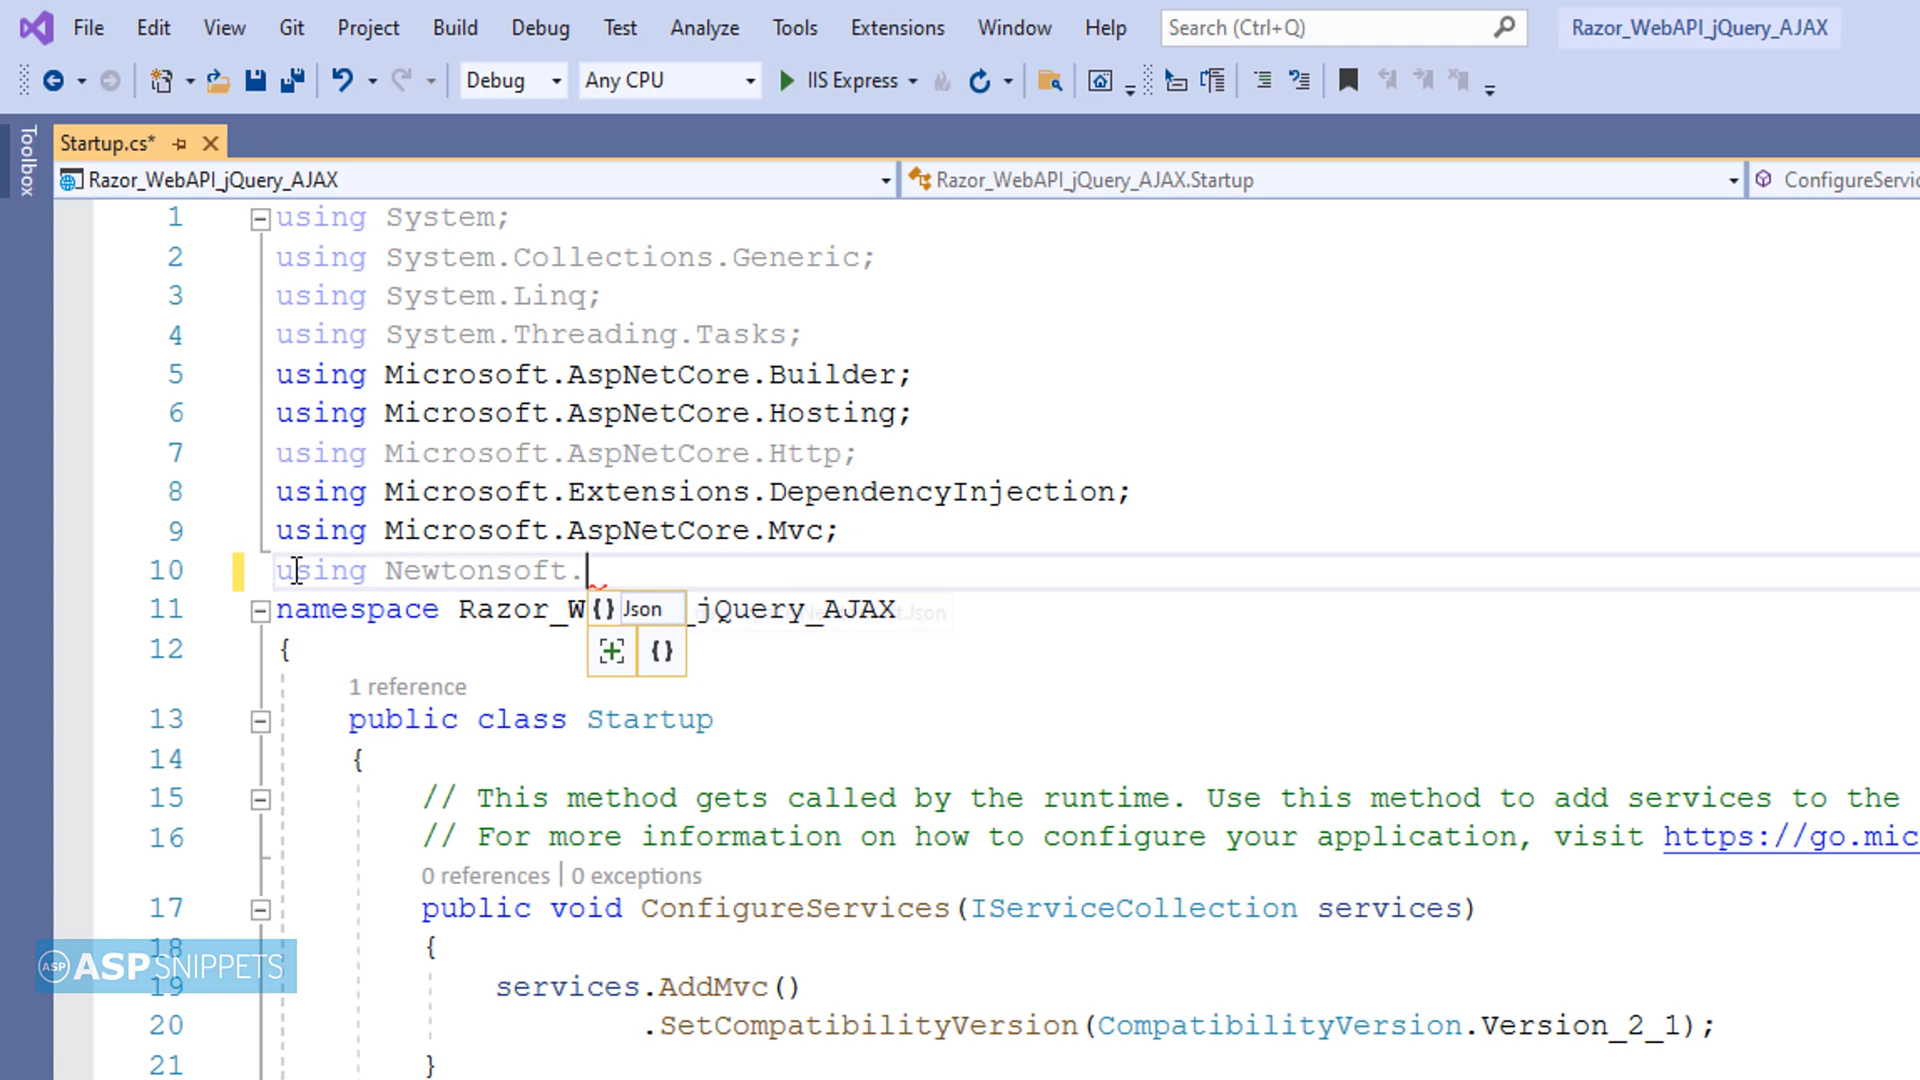 File Edit View Git Project Build Debug Test Analyze Tools Extensions Window Help Search (Ctrl+Q) Razor_WebAPI_jQuery_AJAX
Debug Any CPU IIS Express
Toolbox
Startup.cs*
Razor_WebAPI_jQuery_AJAX Razor_WebAPI_jQuery_AJAX.Startup ConfigureServic
1 using System;
2 using System.Collections.Generic;
3 using System.Linq;
4 using System.Threading.Tasks;
5 using Microsoft.AspNetCore.Builder;
6 using Microsoft.AspNetCore.Hosting;
7 using Microsoft.AspNetCore.Http;
8 using Microsoft.Extensions.DependencyInjection;
9 using Microsoft.AspNetCore.Mvc;
10 using Newtonsoft.
{} Json
11 namespace Razor_W _jQuery_AJAX
12 {
{}
1 reference
13 public class Startup
14 {
15 // This method gets called by the runtime. Use this method to add services to the
16 // For more information on how to configure your application, visit https://go.mic
0 references | 0 exceptions
17 public void ConfigureServices(IServiceCollection services)
18 {
ASP ASPSNIPPETS
19 services.AddMvc()
20 .SetCompatibilityVersion(CompatibilityVersion.Version_2_1);
21 }